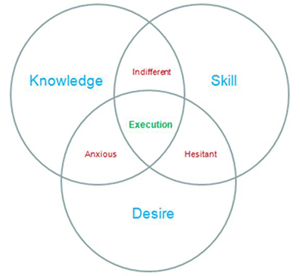 Indifferent
Knowledge
Skill
Execution
Anxious
Hesitant
Desire